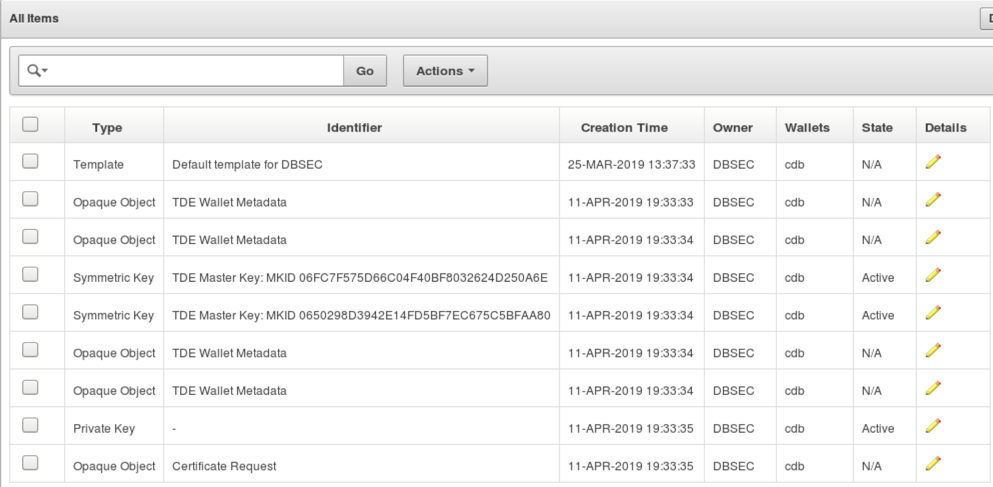 All Items
D
Go Actions
Type Identifier Creation Time Owner Wallets State Details
Template Default template for DBSEC 25-MAR-2019 13:37:33 DBSEC cdb N/A
Opaque Object TDE Wallet Metadata 11-APR-2019 19:33:33 DBSEC cdb N/A
Opaque Object TDE Wallet Metadata 11-APR-2019 19:33:34 DBSEC cdb N/A
Symmetric Key TDE Master Key: MKID 06FC7F575D66C04F40BF8032624D250A6E 11-APR-2019 19:33:34 DBSEC cdb Active
Symmetric Key TDE Master Key: MKID 0650298D3942E14FD5BF7EC675C5BFAA80 11-APR-2019 19:33:34 DBSEC cdb Active
Opaque Object TDE Wallet Metadata 11-APR-2019 19:33:34 DBSEC cdb N/A
Opaque Object TDE Wallet Metadata 11-APR-2019 19:33:34 DBSEC cdb N/A
Private Key - 11-APR-2019 19:33:35 DBSEC cdb Active
Opaque Object Certificate Request 11-APR-2019 19:33:35 DBSEC cdb N/A